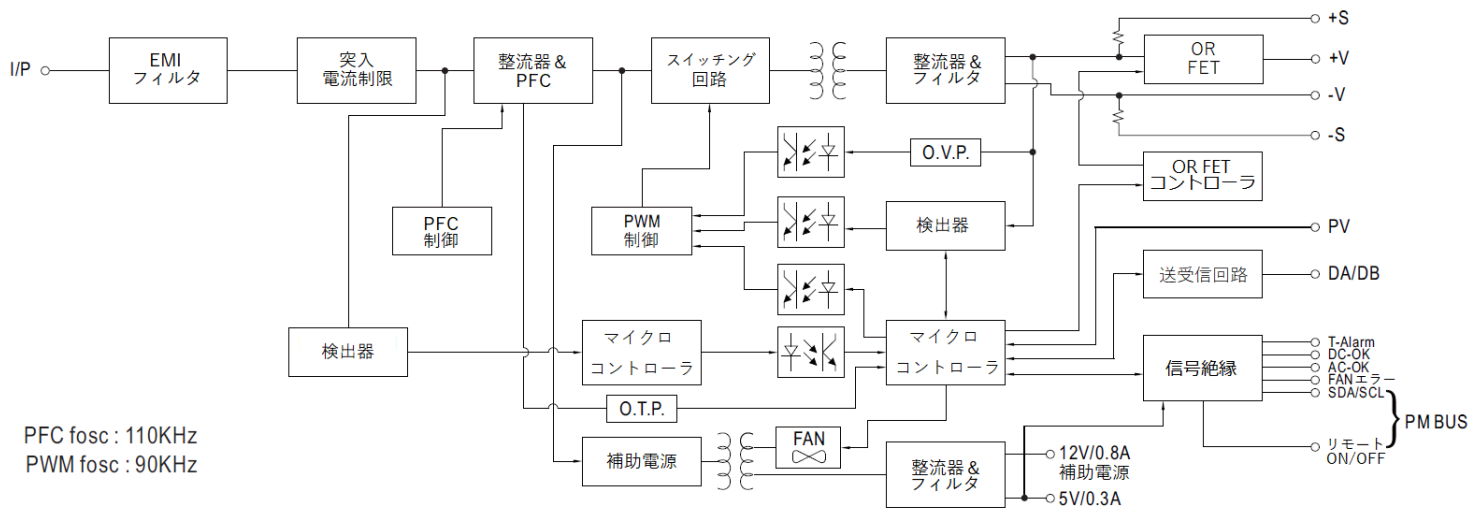 +S
I/P
EMI
フィルタ
突入
電流制限
整流器&
PFC
スイッチング
回路
整流器&
フィルタ
OR
FET
+V
-V
-S
O.V.P.
OR FET
コントローラ
PFC
制御
PWM
制御
検出器
PV
送受信回路
DA/DB
検出器
マイクロ
コントローラ
マイクロ
コントローラ
信号絶縁
T-Alarm
DC-OK
AC-OK
FANエラー
SDA/SCL
PM BUS
リモート
ON/OFF
O.T.P.
PFC fosc : 110KHz
PWM fosc : 90KHz
補助電源
FAN
整流器&
フィルタ
12V/0.8A
補助電源
5V/0.3A